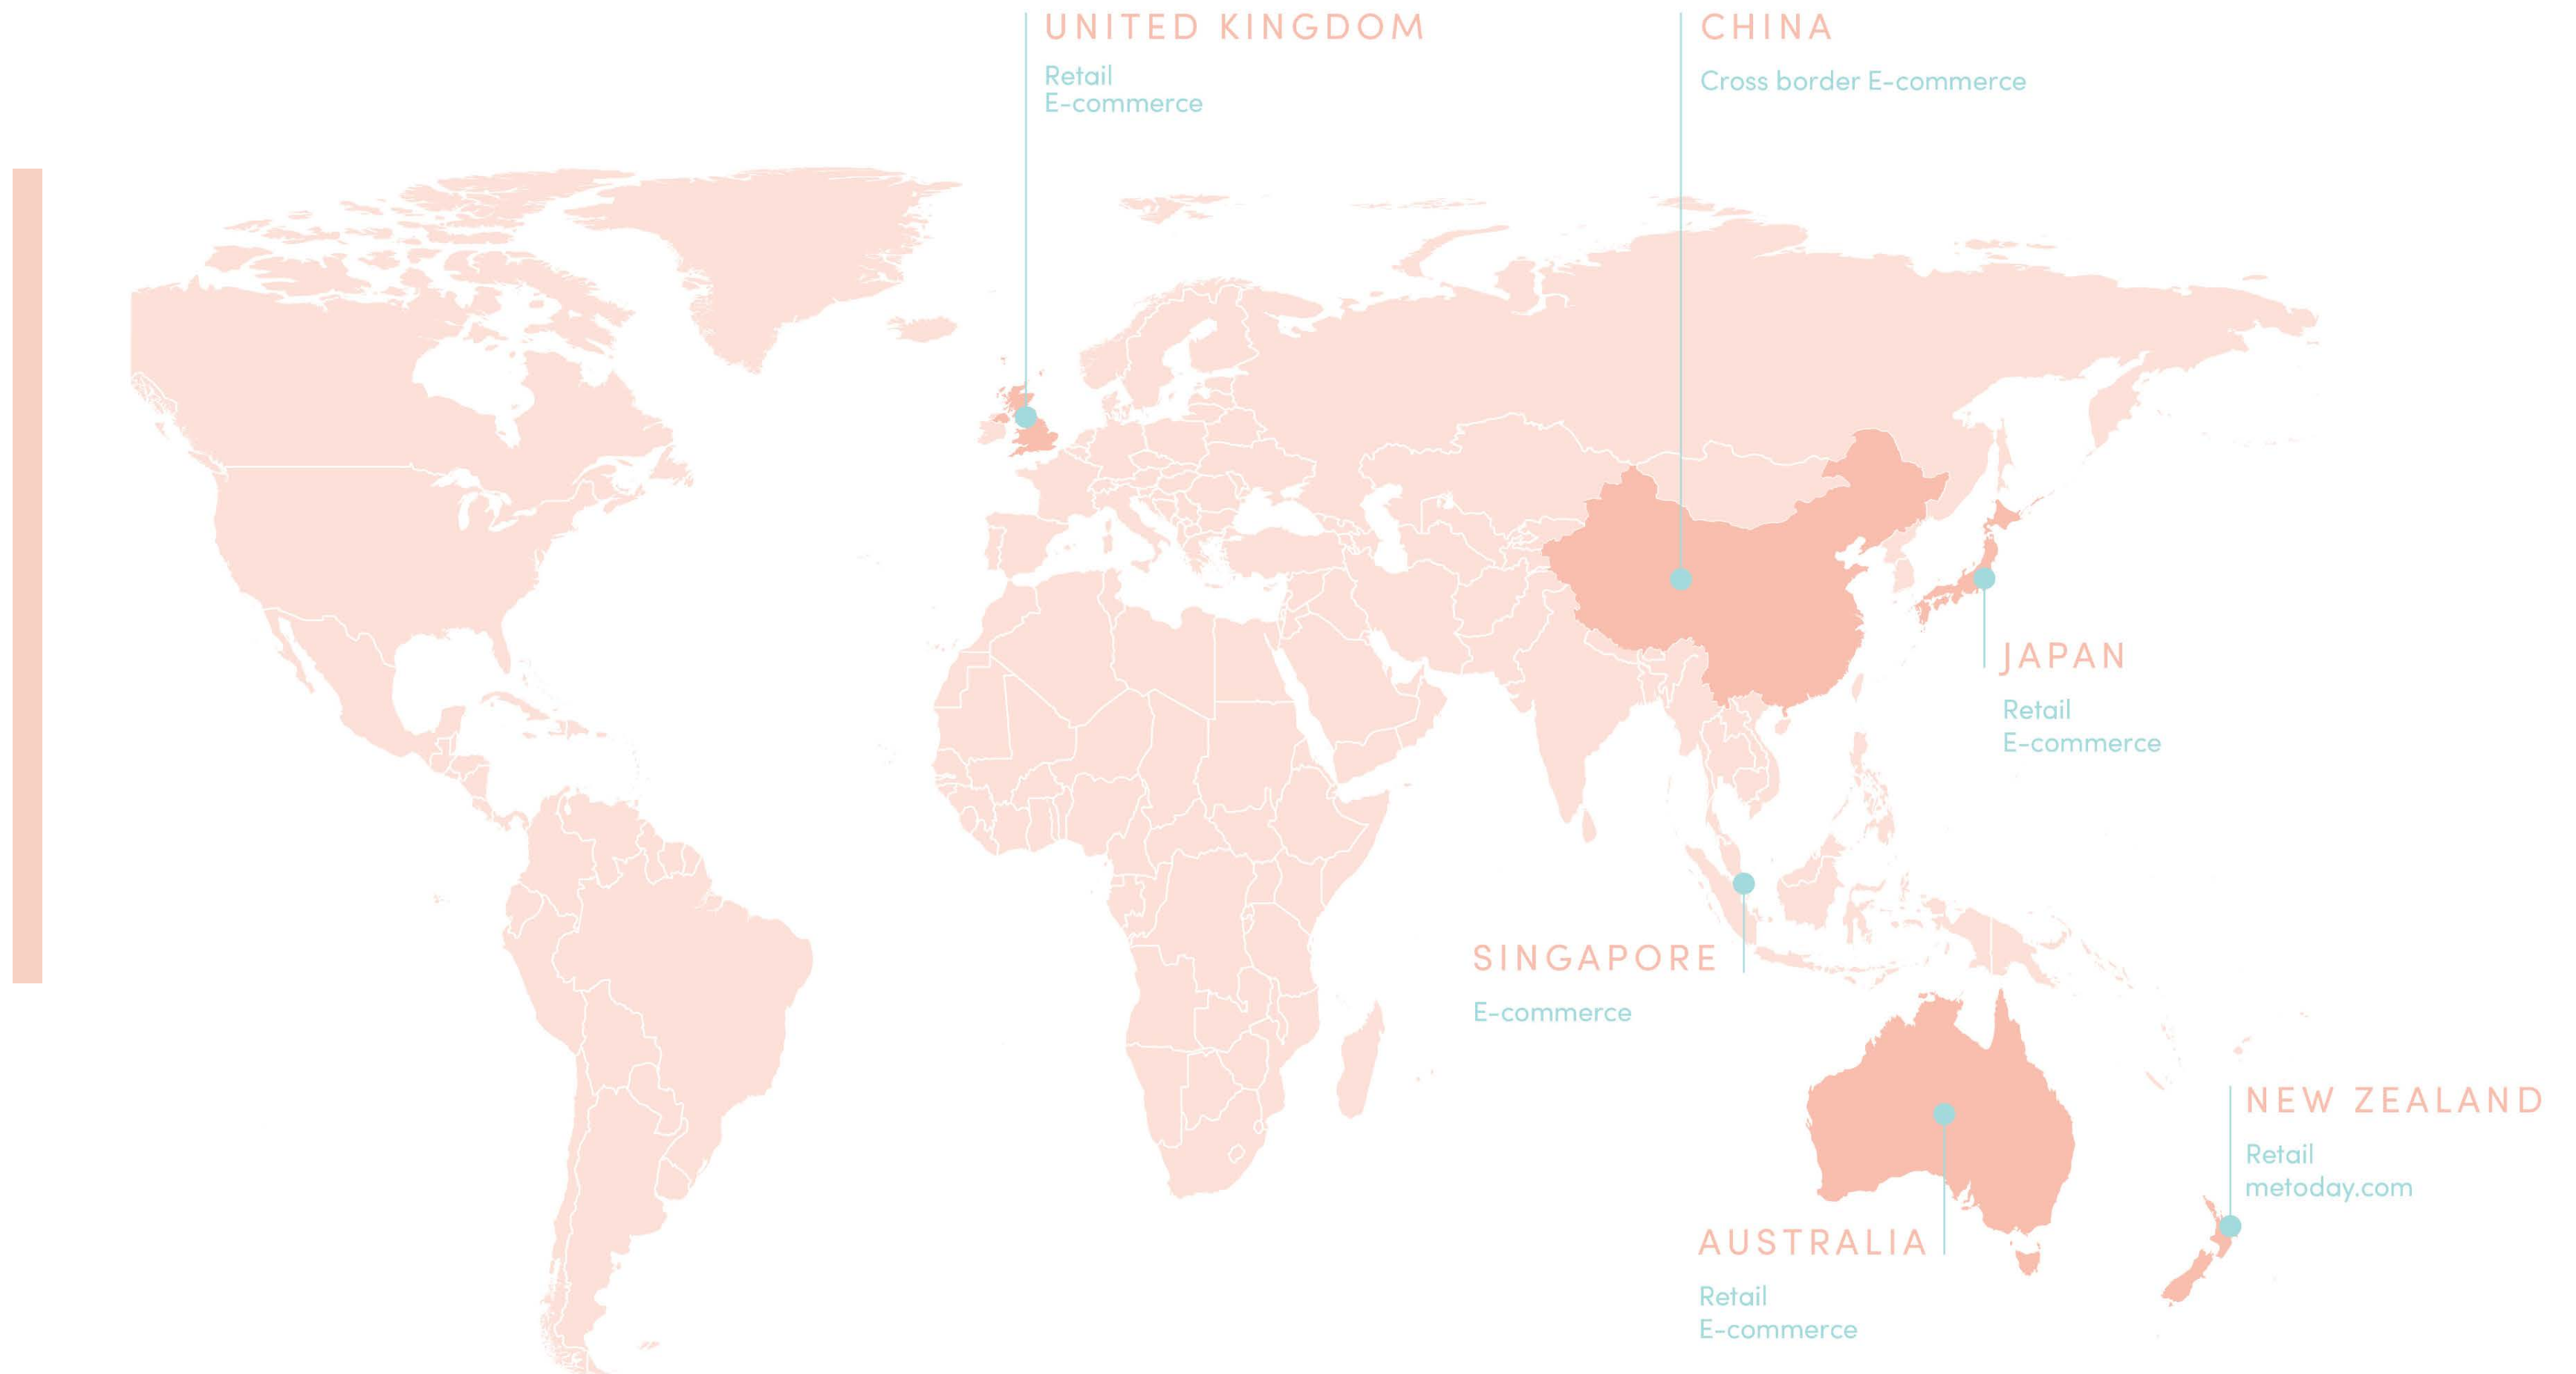 UNITED KINGDOM
Retail
E-commerce
CHINA
Cross border E-commerce
JAPAN
Retail
E-commerce
SINGAPORE
E-commerce
NEW ZEALAND
Retail
metoday.com
AUSTRALIA
Retail
E-commerce